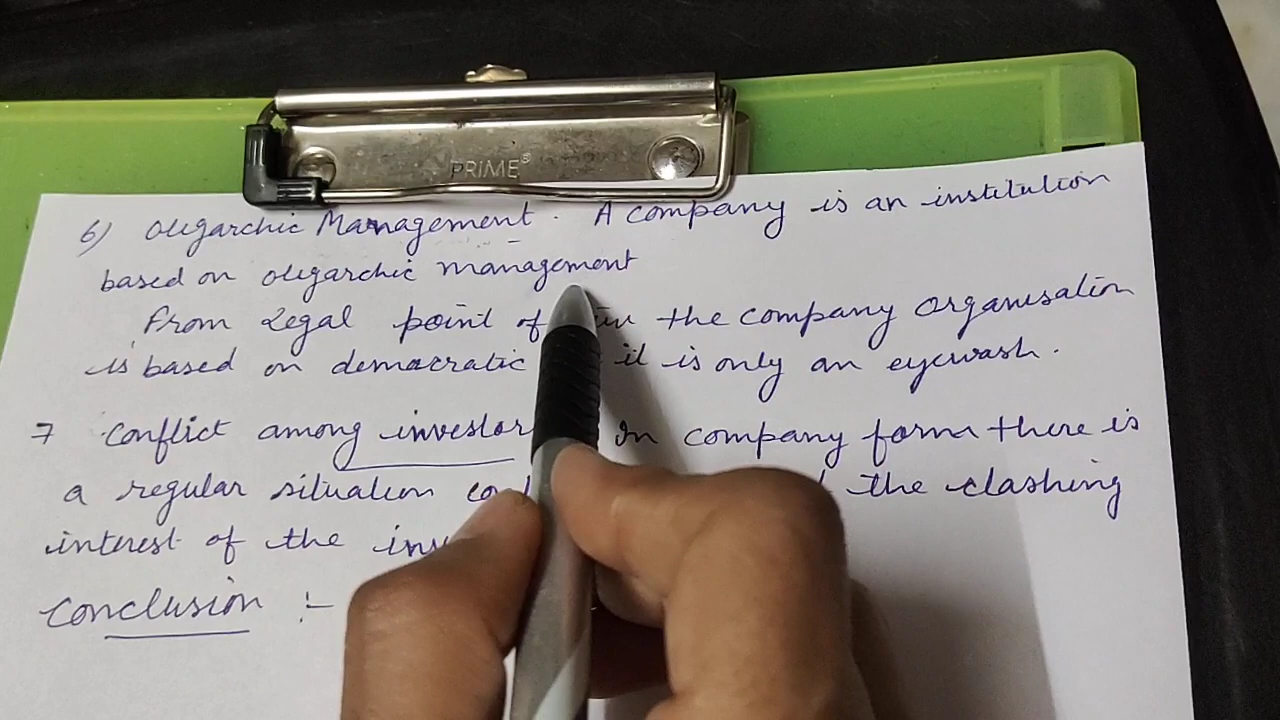 PRIME®
6) Oligarchic Management. A company is an institution
based on oligarchic management
From Legal point of the company organisation
is based on democratic it is only an eyewash.
7 Conflict among investor In company form there is
a regular situation the clashing
interest of the
Conclusion :-